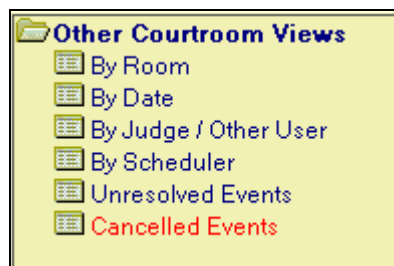 Other Courtroom Views
By Room
By Date
By Judge / Other User
By Scheduler
Unresolved Events
Cancelled Events